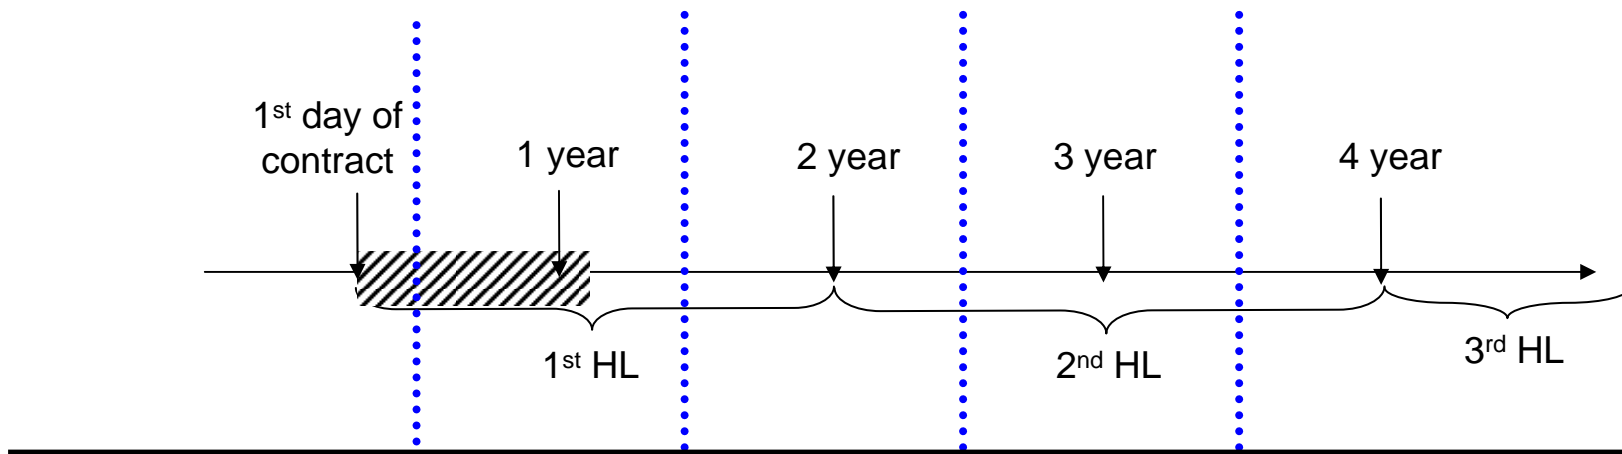 1st day of
contract
1 year
2 year
3 year
4 year
1st HL
2nd HL
3rd HL